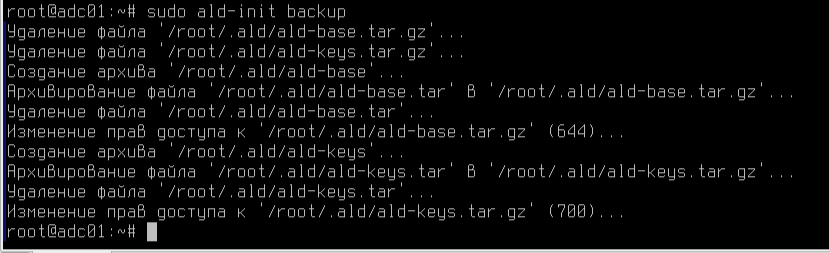 root@adc01:~# sudo ald-init backup
Удаление файла '/root/.ald/ald-base.tar.gz'...
Удаление файла '/root/.ald/ald-keys.tar.gz'...
Создание архива '/root/.ald/ald-base'...
Архивирование файла '/root/.ald/ald-base.tar' в '/root/.ald/ald-base.tar.gz'...
Удаление файла '/root/.ald/ald-base.tar'...
Изменение прав доступа к '/root/.ald/ald-base.tar.gz' (644)...
Создание архива '/root/.ald/ald-keys'...
Архивирование файла '/root/.ald/ald-keys.tar' в '/root/.ald/ald-keys.tar.gz'...
Удаление файла '/root/.ald/ald-keys.tar'...
Изменение прав доступа к '/root/.ald/ald-keys.tar.gz' (700)...
root@adc01:~#